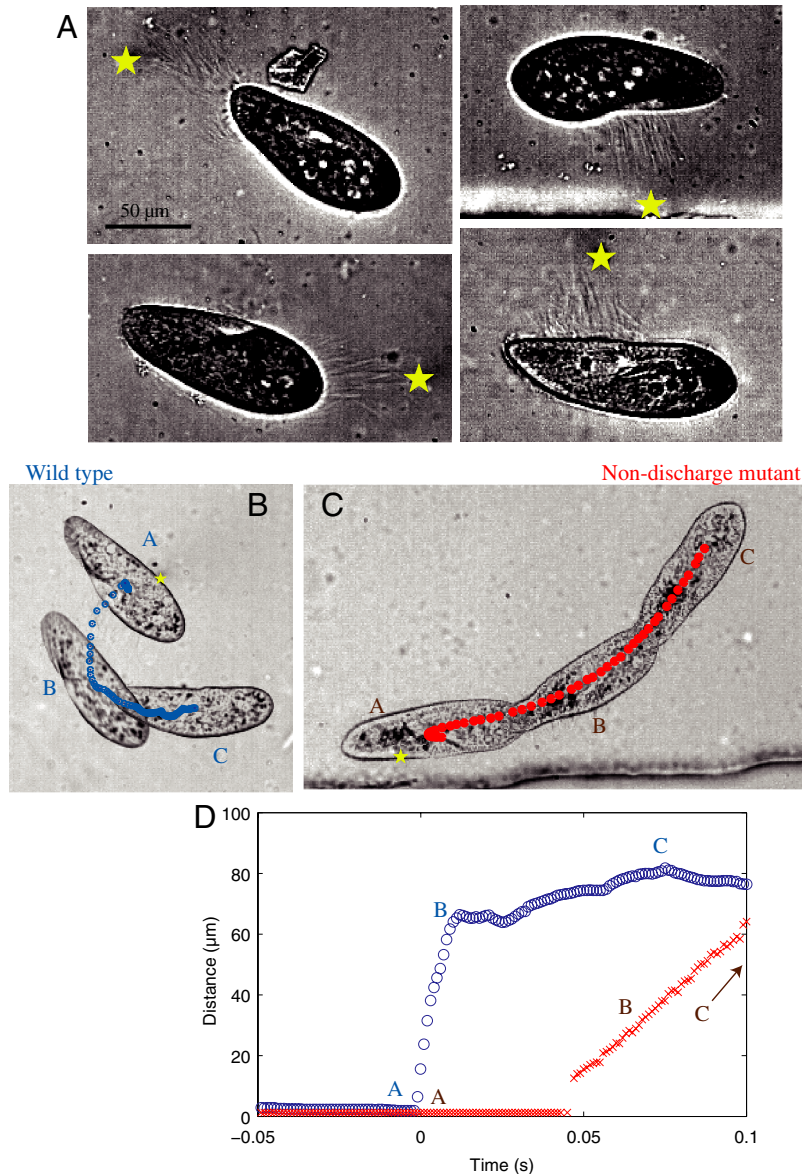 A
50 µm
Wild type
Non-discharge mutant
B
A
B
C
C
A
B
C
D
100
80
60
40
20
0
Distance (µm)
A
B
C
A
B
C
−0.05
0
0.05
0.1
Time (s)